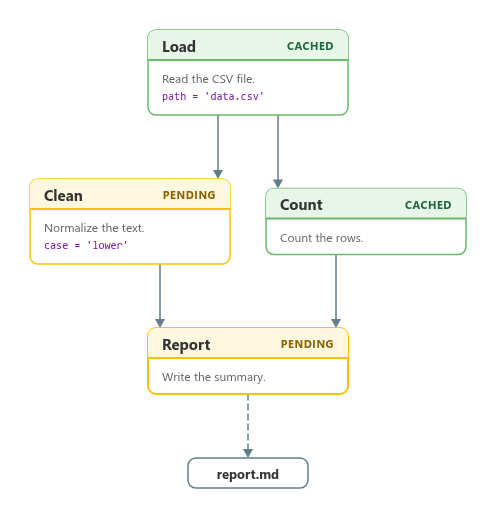 Load CACHED
Read the CSV file.
path = 'data.csv'
Clean PENDING
Normalize the text.
case = 'lower'
Count CACHED
Count the rows.
Report PENDING
Write the summary.
report.md